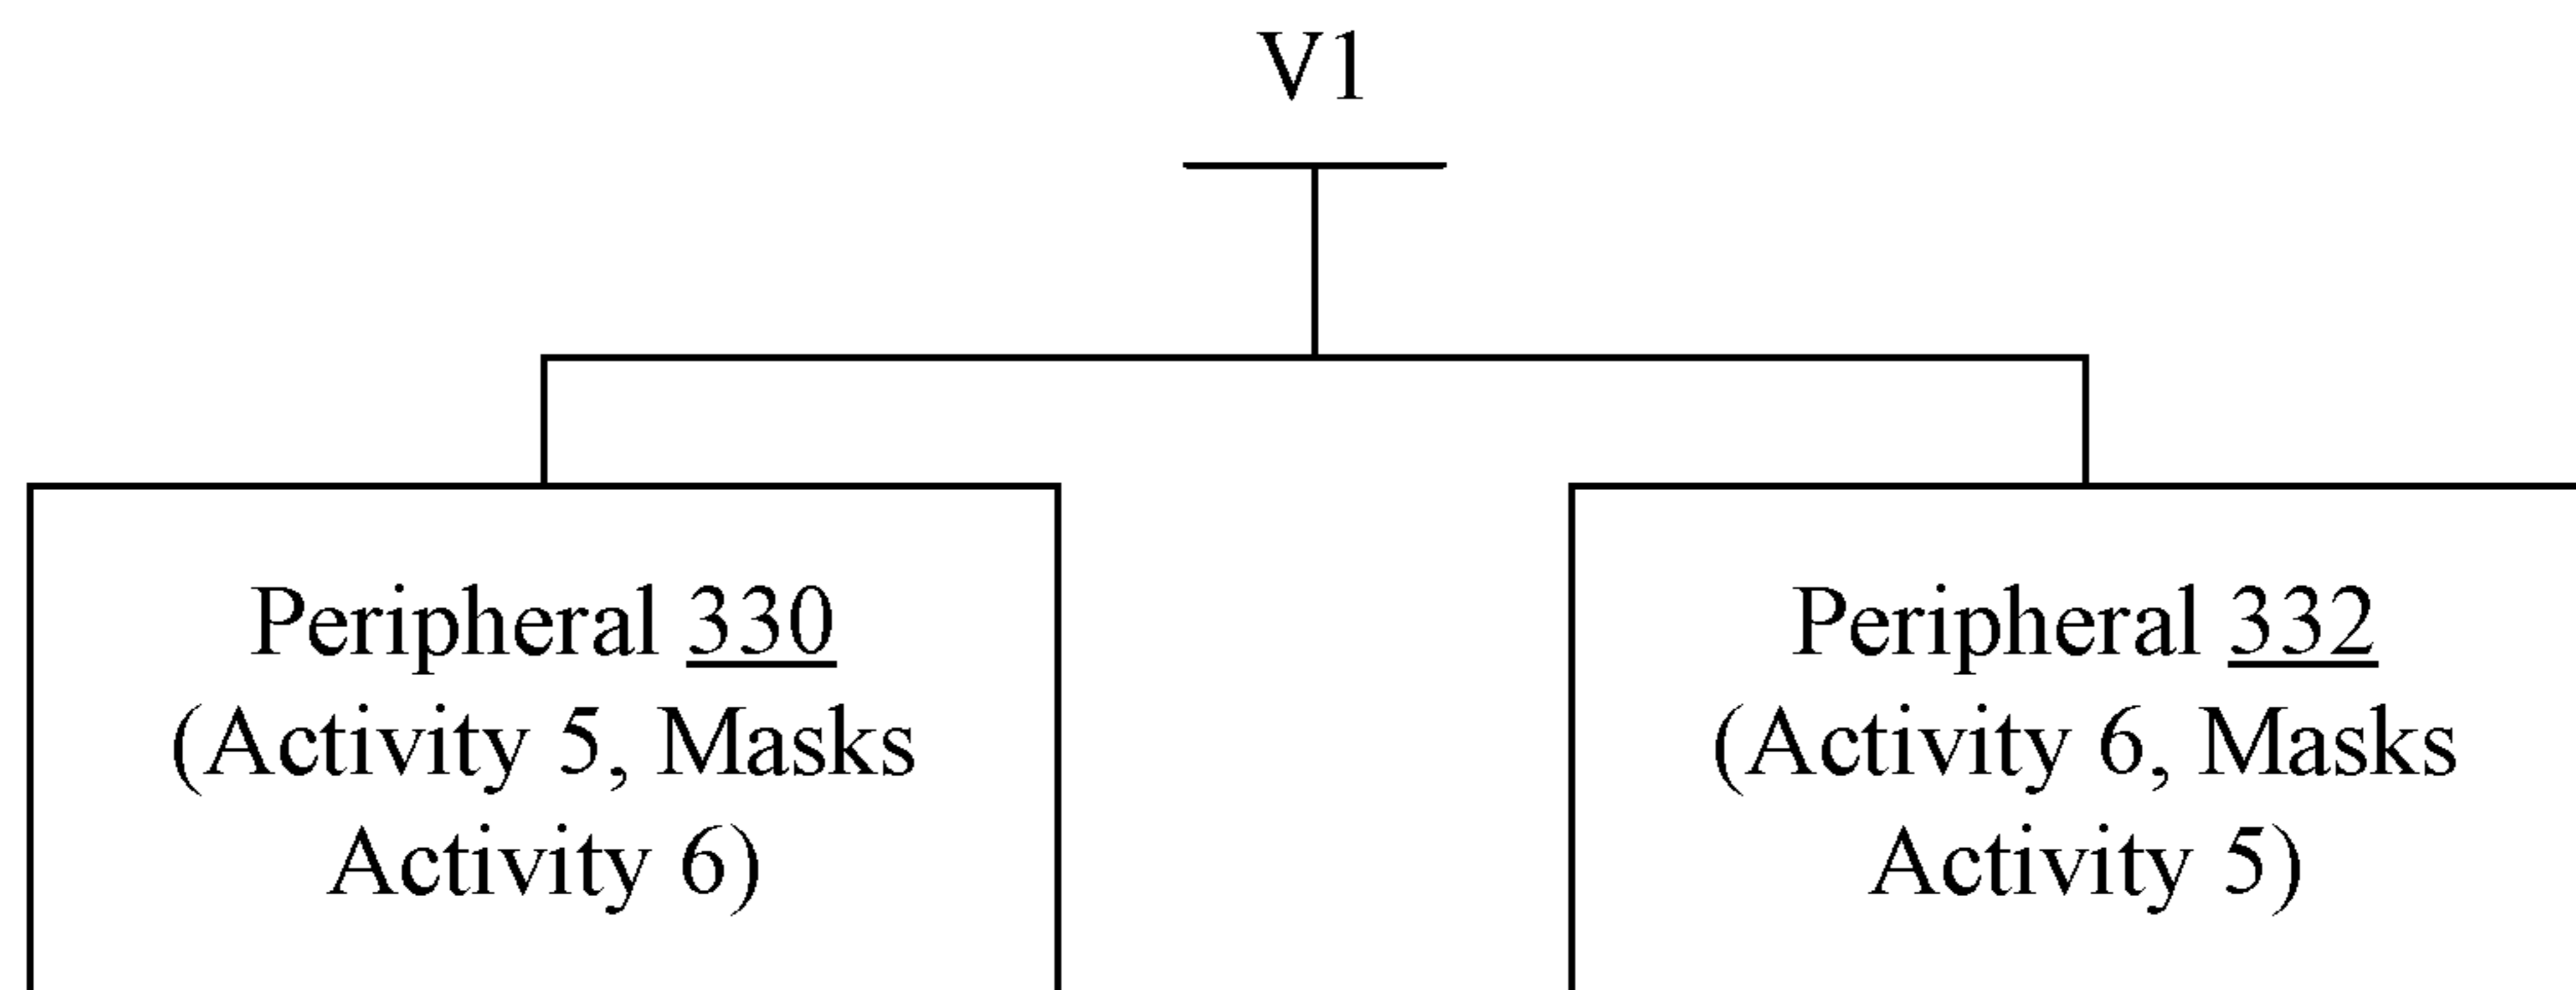 V1
Peripheral 330
(Activity 5, Masks
Activity 6)
Peripheral 332
(Activity 6, Masks
Activity 5)